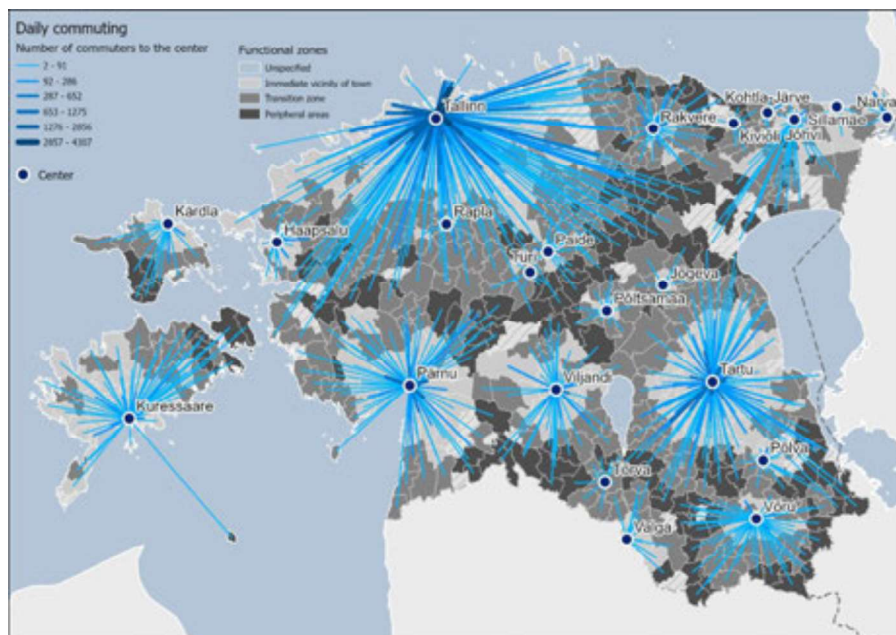 Daily commuting
Number of commuters to the center
2 - 91
92 - 286
287 - 652
653 - 1275
1276 - 2856
2857 - 4307
Center
Functional zones
Unspecified
Immediate vicinity of town
Transition zone
Peripheral areas
Tallinn
Rakvere
Kohtla-Järve
Narva
Sillamäe
Kiviõli
Jõhvi
Kärdla
Haapsalu
Rapla
Paide
Türi
Jõgeva
Põltsamaa
Kuressaare
Pärnu
Viljandi
Tartu
Põlva
Tõrva
Võru
Valga